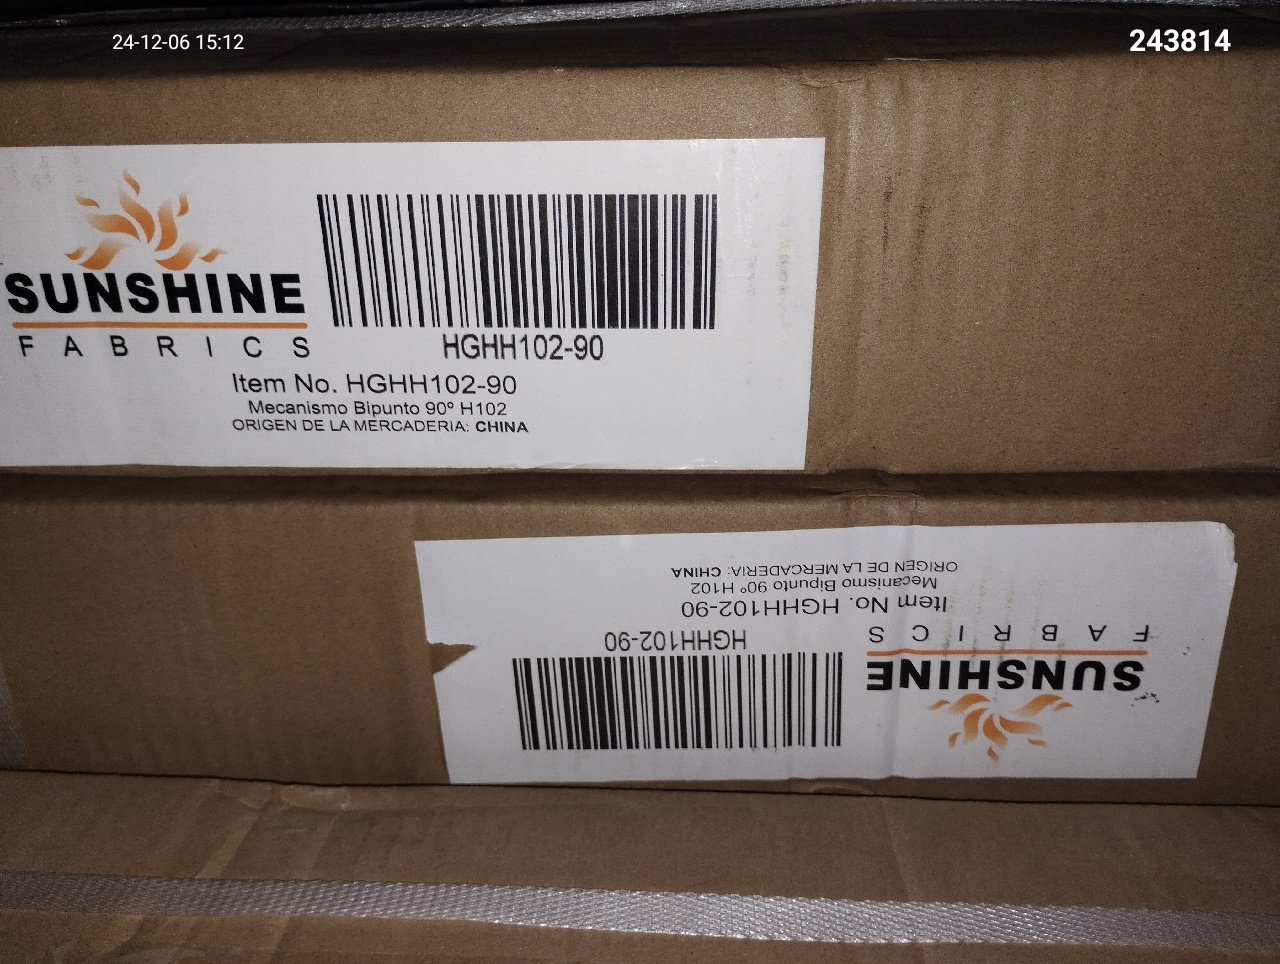 24-12-06 15:12
243814
SUNSHINE
FABRICS
HGHH102-90
Item No. HGHH102-90
Mecanismo Bipunto 90º H102
ORIGEN DE LA MERCADERIA: CHINA
SUNSHINE
FABRICS
HGHH102-90
Item No. HGHH102-90
Mecanismo Bipunto 90º H102
ORIGEN DE LA MERCADERIA: CHINA